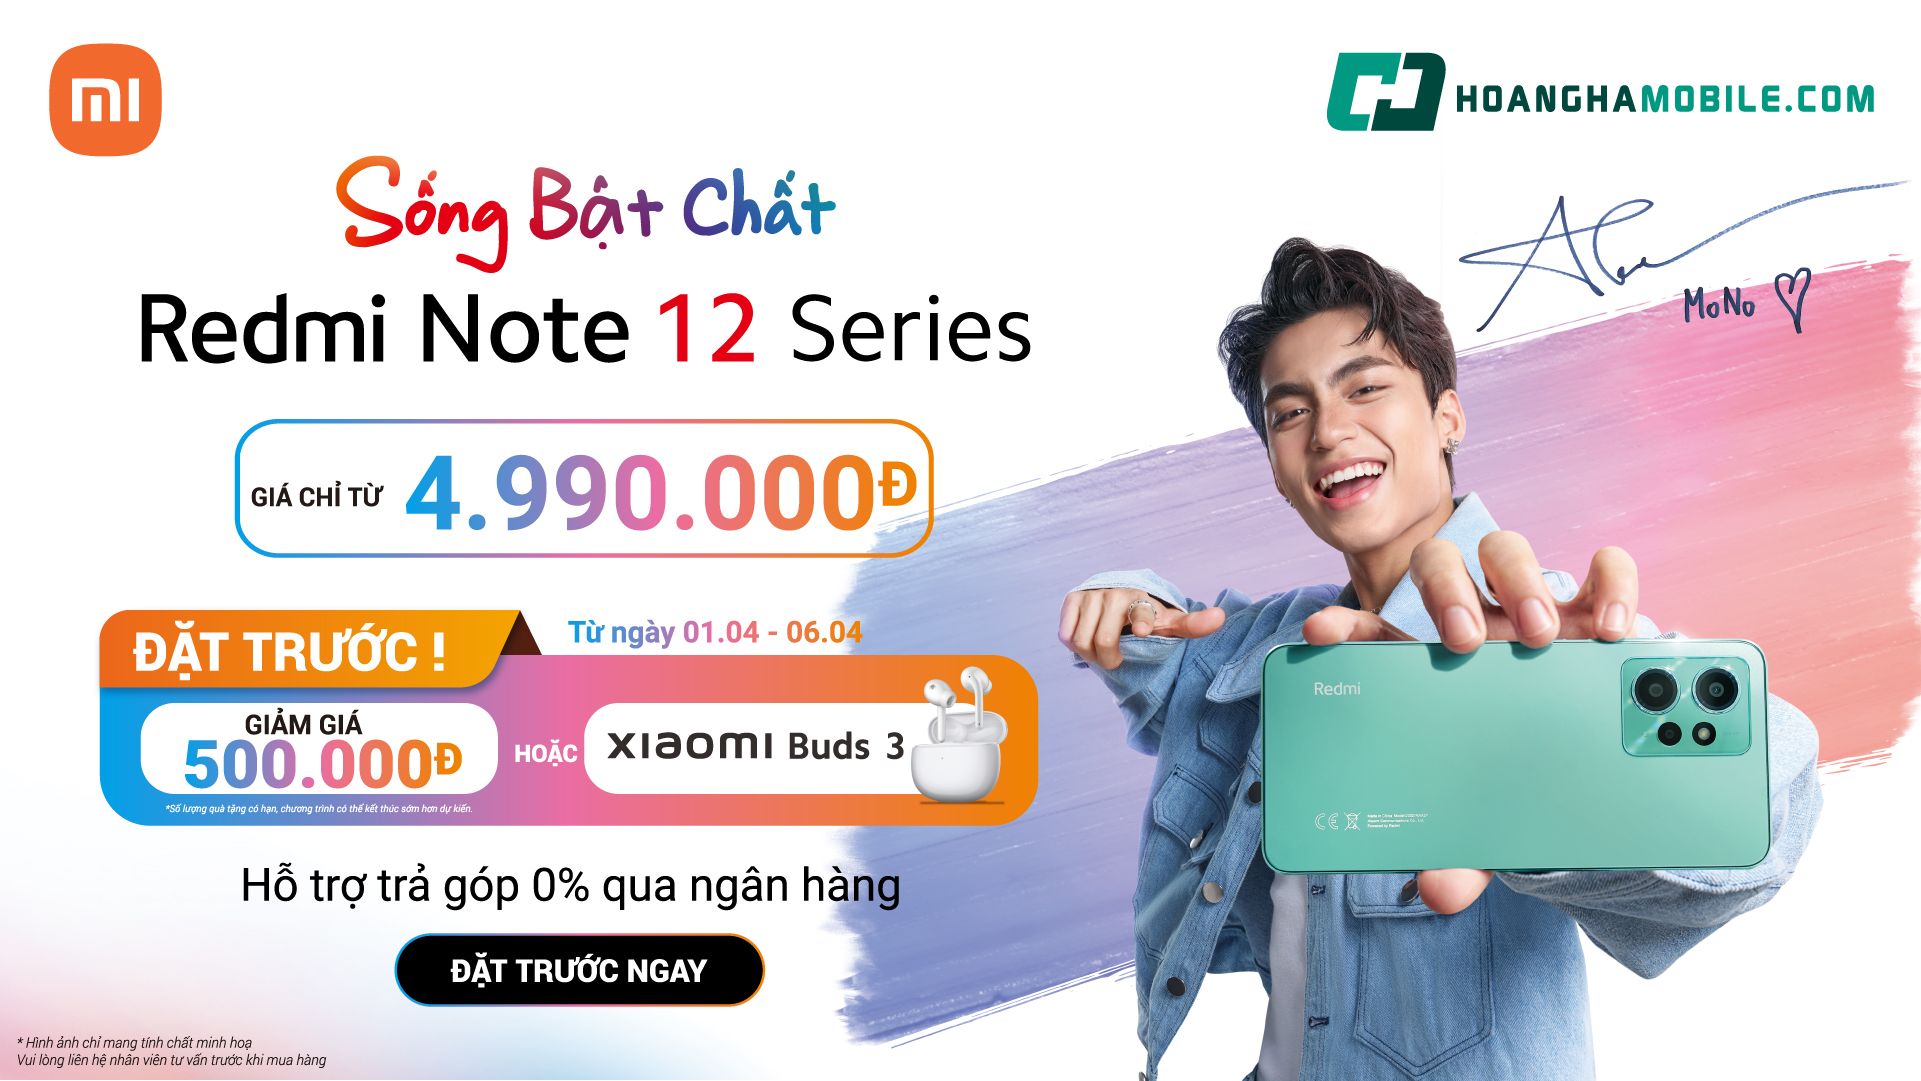 mi
HOANGHAMOBILE.COM
Sống Bật Chất
Redmi Note 12 Series
MoNo
GIÁ CHỈ TỪ 4.990.000Đ
ĐẶT TRƯỚC !
Từ ngày 01.04 - 06.04
GIẢM GIÁ
500.000Đ
HOẶC
xiaomi Buds 3
*Số lượng quà tặng có hạn, chương trình có thể kết thúc sớm hơn dự kiến.
Redmi
CE
Hỗ trợ trả góp 0% qua ngân hàng
ĐẶT TRƯỚC NGAY
* Hình ảnh chỉ mang tính chất minh hoạ
Vui lòng liên hệ nhân viên tư vấn trước khi mua hàng